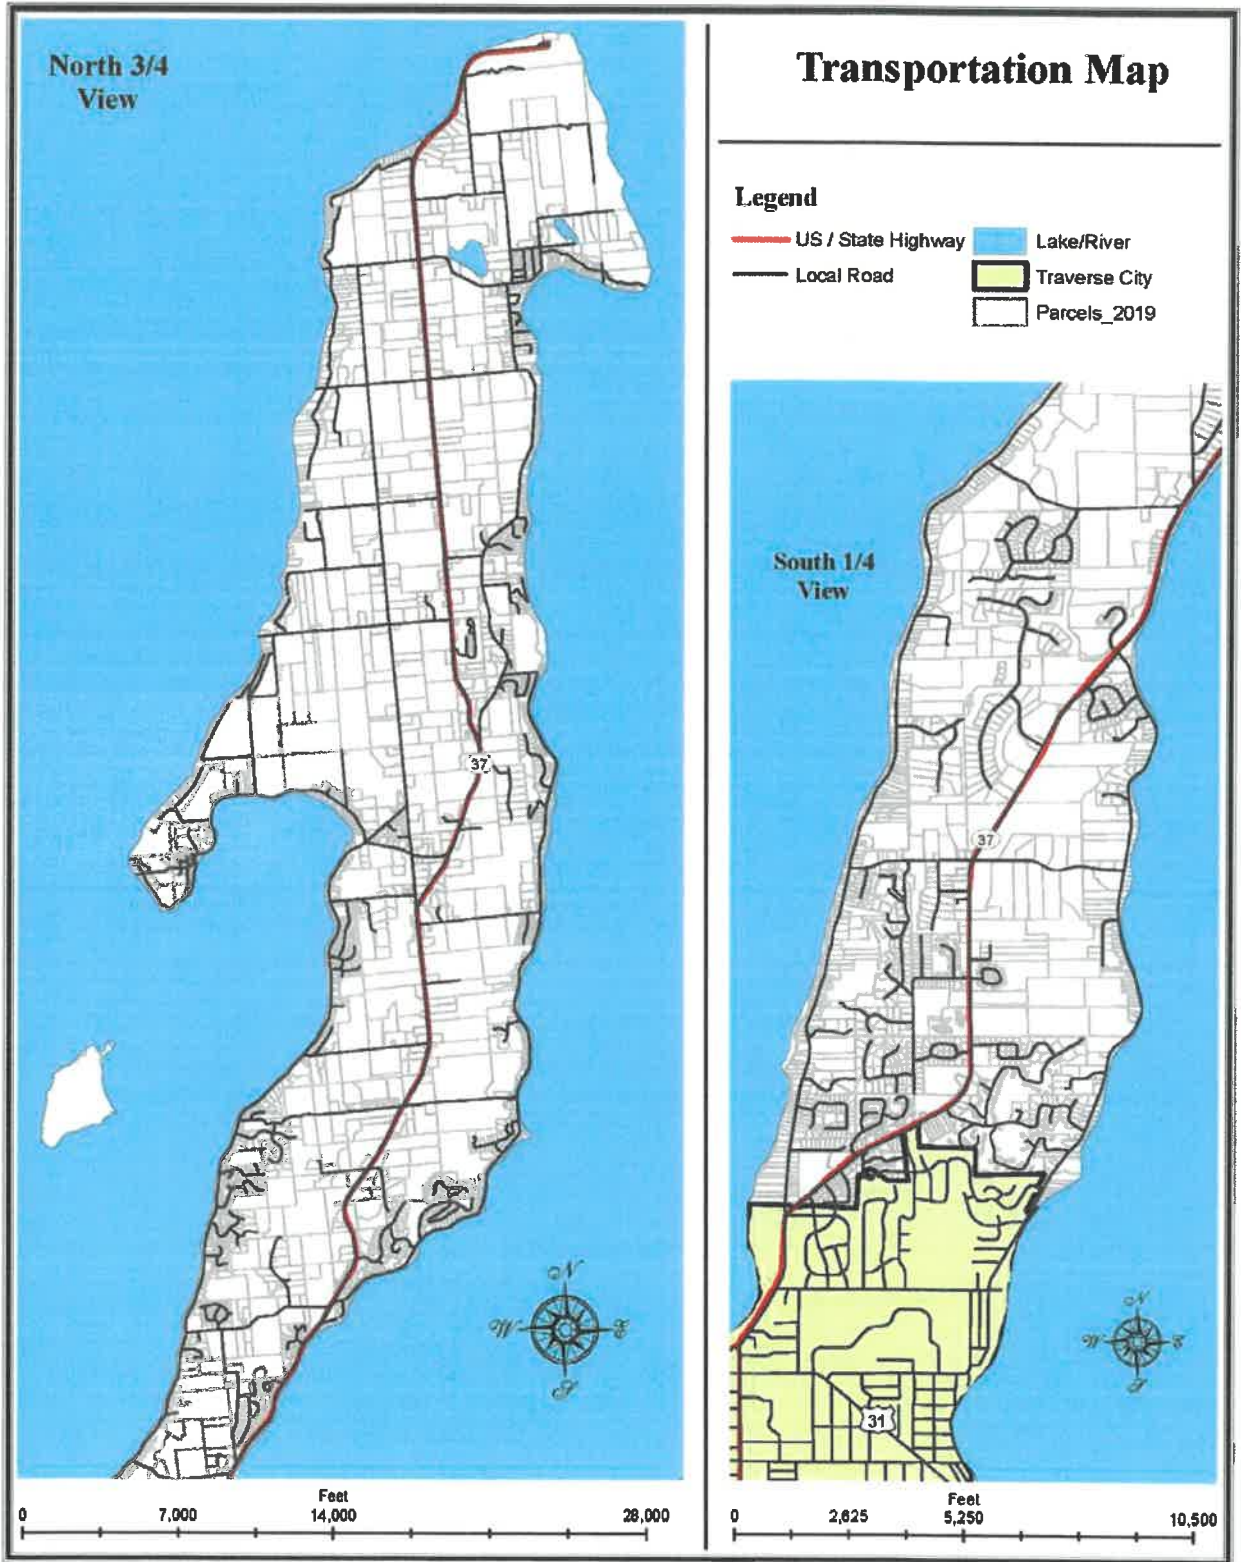 North 3/4
View
Transportation Map
Legend
US / State Highway
Lake/River
Local Road
Traverse City
Parcels_2019
South 1/4
View
37
37
31
N
W
E
S
N
W
E
S
Feet
0 7,000 14,000 28,000
Feet
0 2,625 5,250 10,500